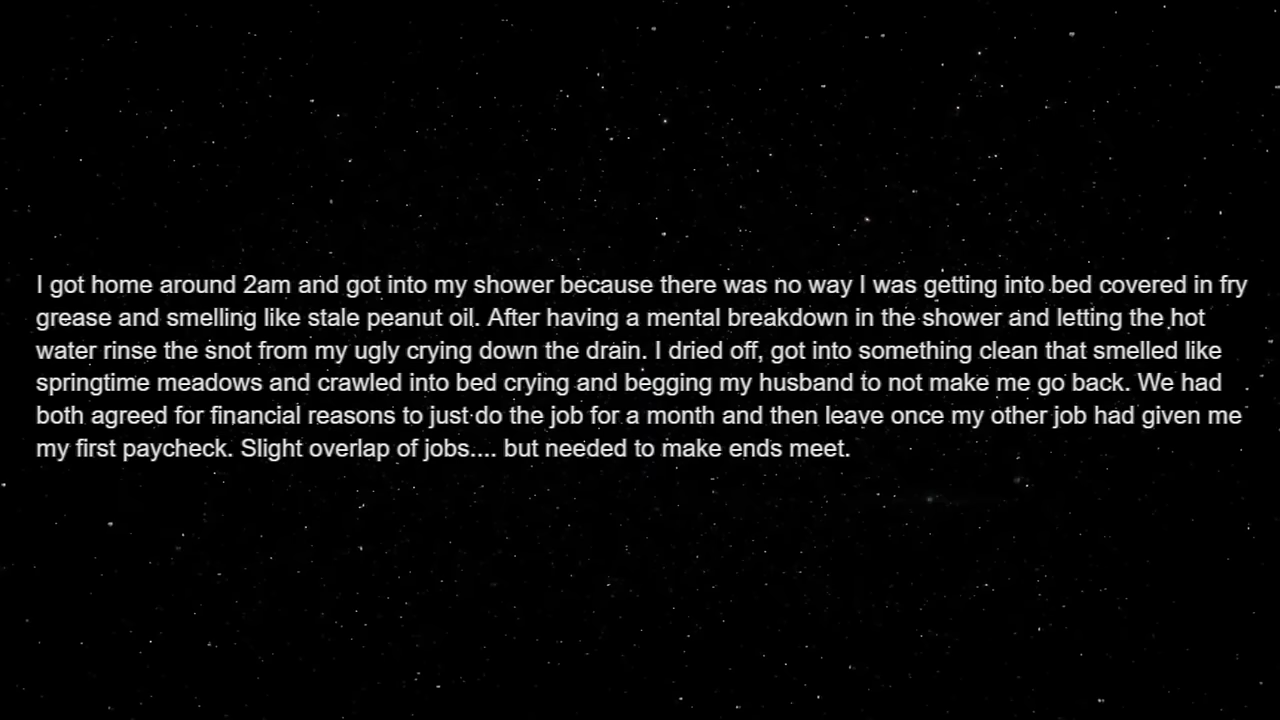 I got home around 2am and got into my shower because there was no way I was getting into bed covered in fry
grease and smelling like stale peanut oil. After having a mental breakdown in the shower and letting the hot
water rinse the snot from my ugly crying down the drain. I dried off, got into something clean that smelled like
springtime meadows and crawled into bed crying and begging my husband to not make me go back. We had
both agreed for financial reasons to just do the job for a month and then leave once my other job had given me
my first paycheck. Slight overlap of jobs.... but needed to make ends meet.